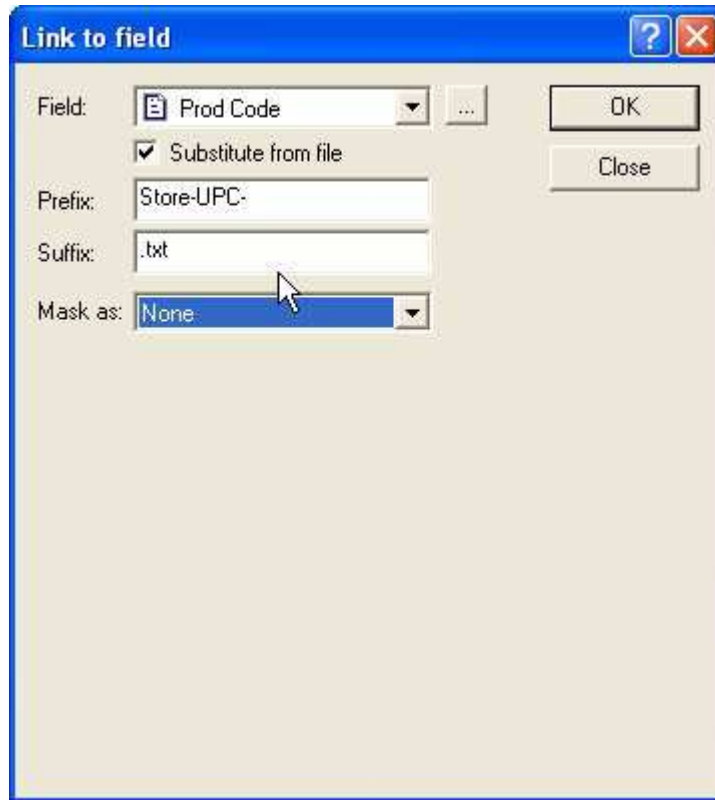 Link to field
Field: Prod Code ... OK
Substitute from file
Close
Prefix: Store-UPC-
Suffix: .txt
Mask as: None